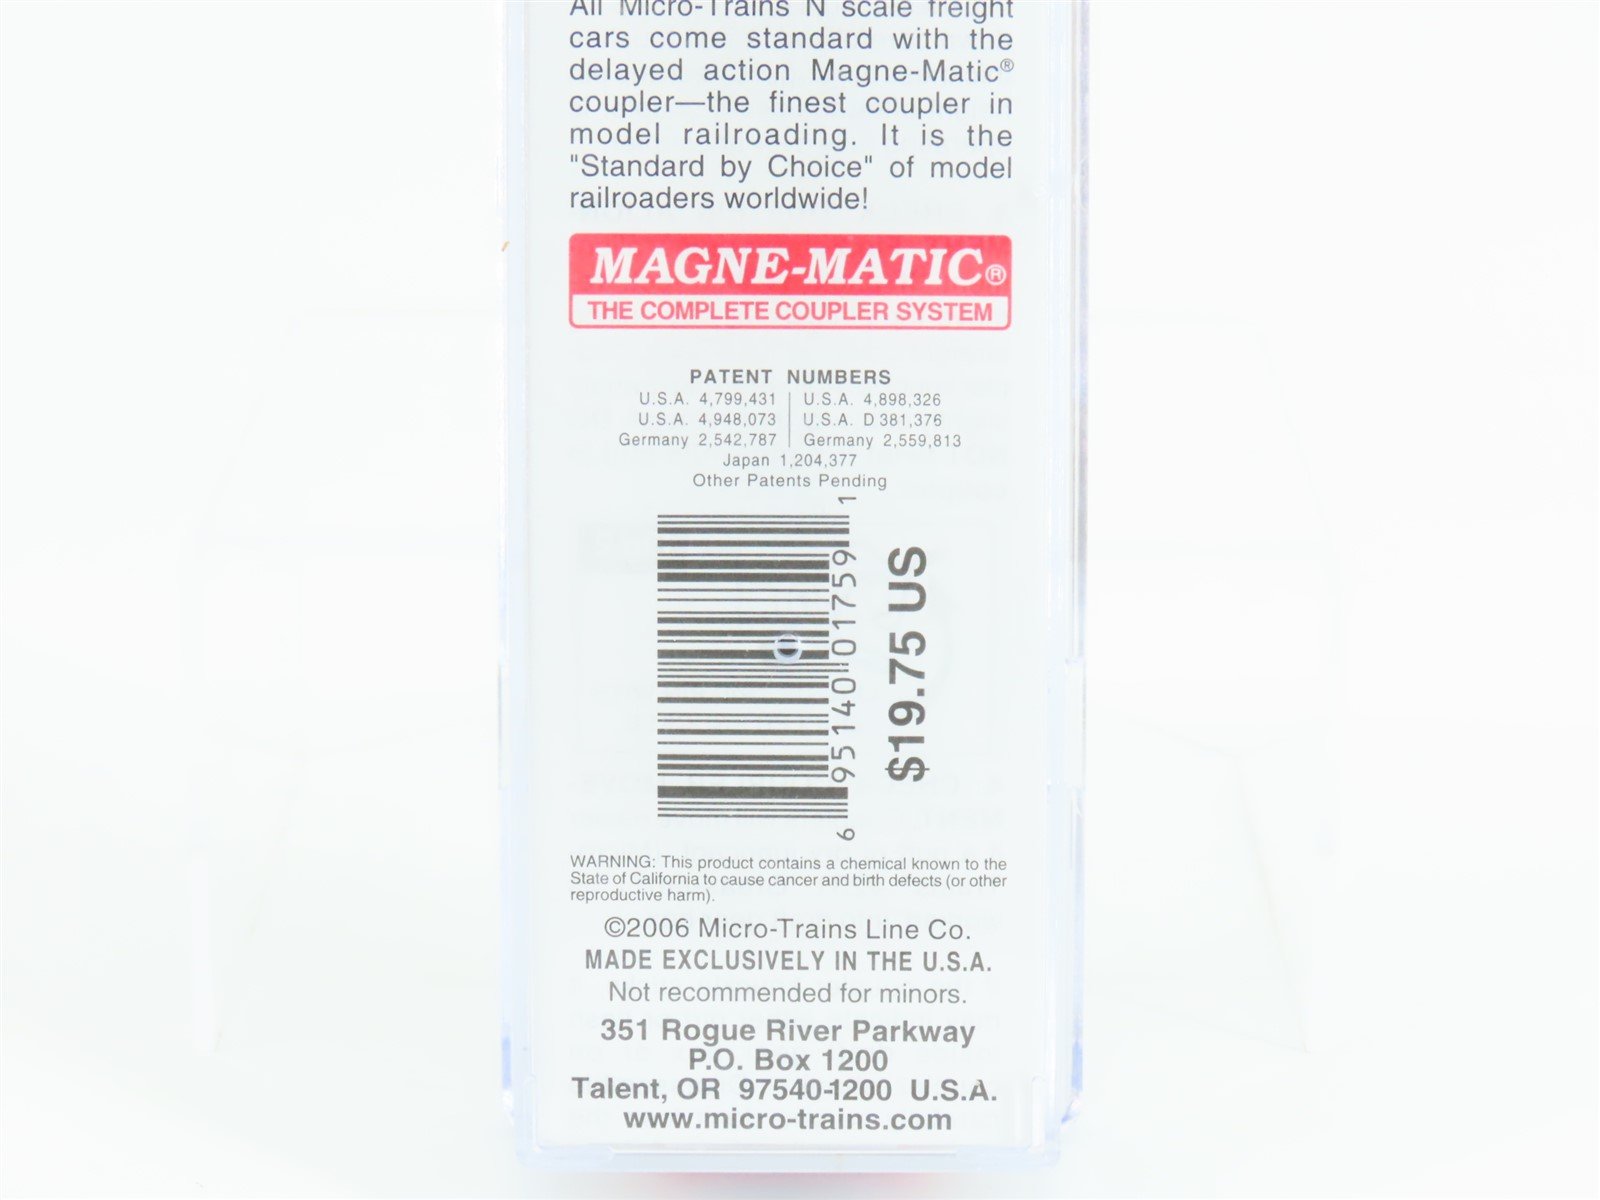 All Micro-Trains N scale freight
cars come standard with the
delayed action Magne-Matic®
coupler—the finest coupler in
model railroading. It is the
"Standard by Choice" of model
railroaders worldwide!
MAGNE-MATIC®
THE COMPLETE COUPLER SYSTEM
PATENT NUMBERS
U.S.A. 4,799,431 | U.S.A. 4,898,326
U.S.A. 4,948,073 | U.S.A. D 381,376
Germany 2,542,787 | Germany 2,559,813
Japan 1,204,377
Other Patents Pending
6 95140 01759 1
$19.75 US
WARNING: This product contains a chemical known to the
State of California to cause cancer and birth defects (or other
reproductive harm).
©2006 Micro-Trains Line Co.
MADE EXCLUSIVELY IN THE U.S.A.
Not recommended for minors.
351 Rogue River Parkway
P.O. Box 1200
Talent, OR 97540-1200 U.S.A.
www.micro-trains.com